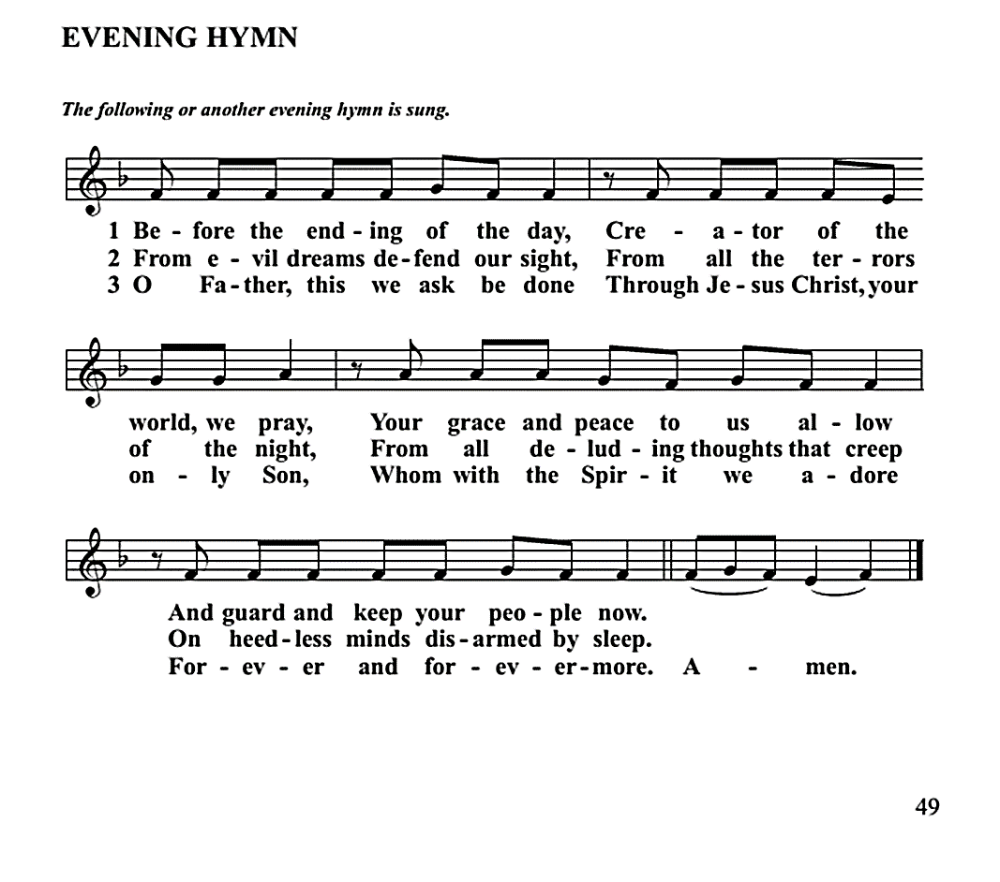 EVENING HYMN
The following or another evening hymn is sung.
1 Be - fore the end - ing of the day, Cre - a - tor of the
2 From e - vil dreams de - fend our sight, From all the ter - rors
3 O Fa - ther, this we ask be done Through Je - sus Christ, your
world, we pray, Your grace and peace to us al - low
of the night, From all de - lud - ing thoughts that creep
on - ly Son, Whom with the Spir - it we a - dore
And guard and keep your peo - ple now.
On heed - less minds dis - armed by sleep.
For - ev - er and for - ev - er - more. A - men.
49